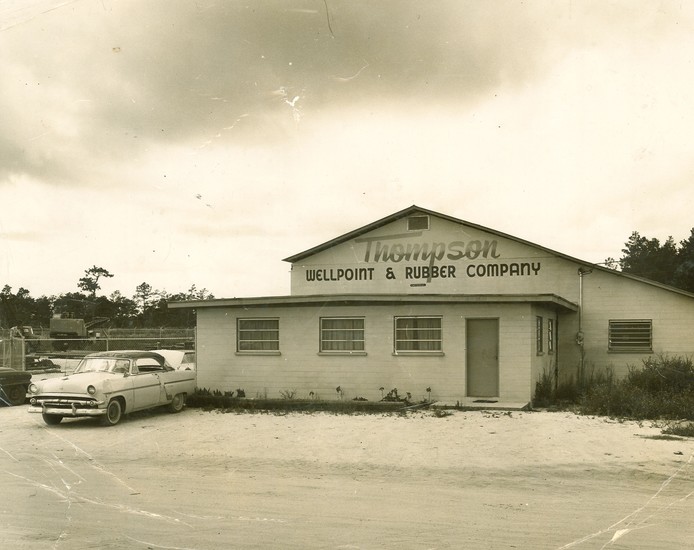 Thompson
WELLPOINT & RUBBER COMPANY